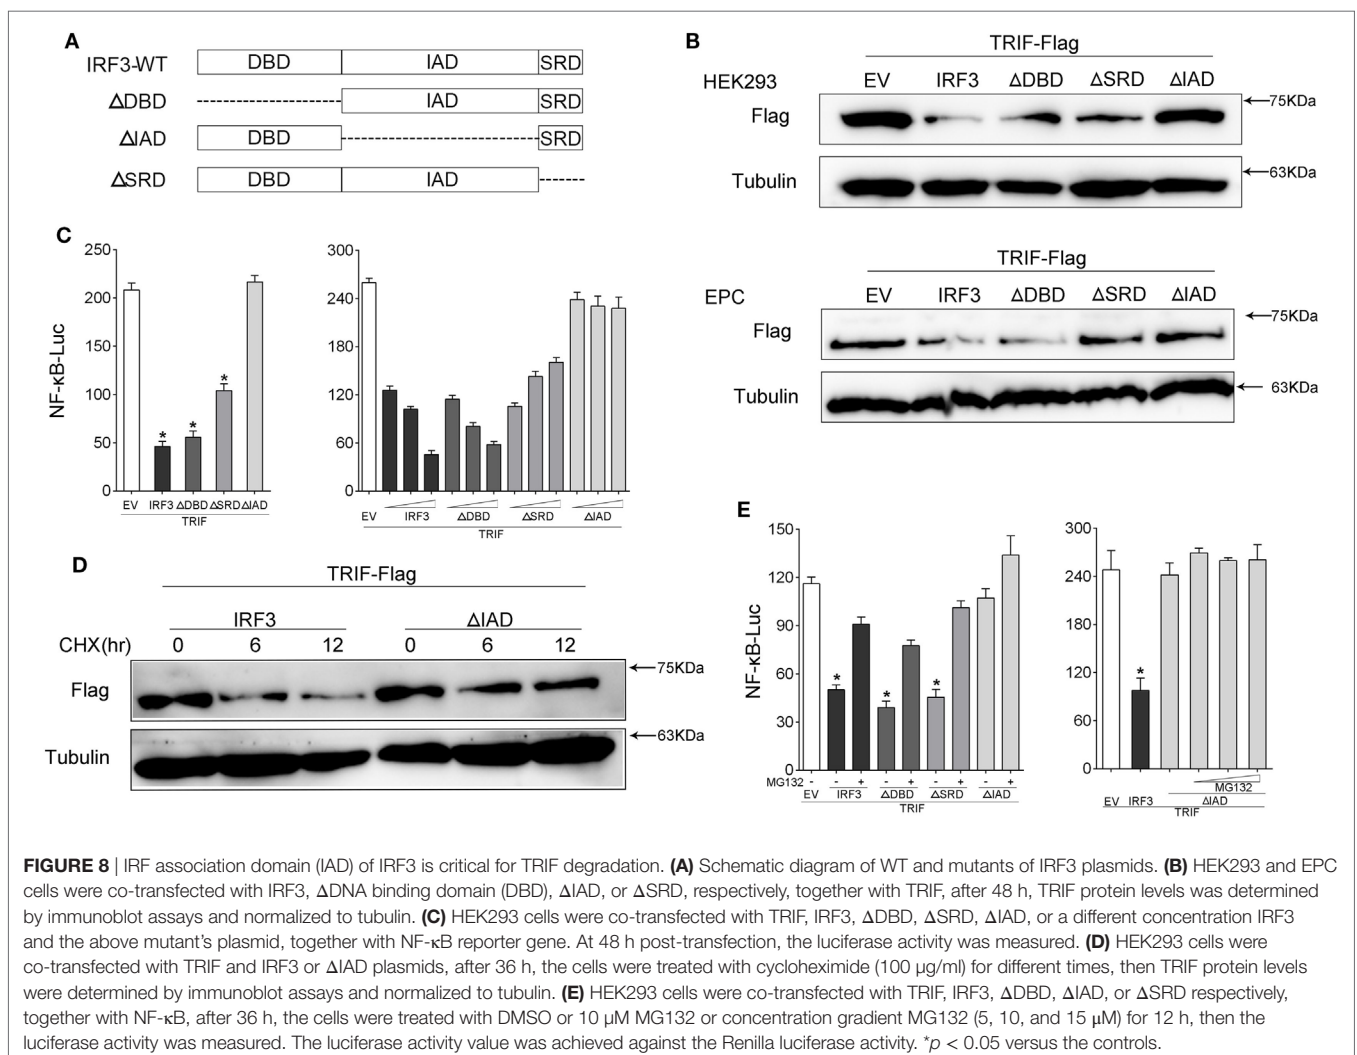 A
IRF3-WT DBD IAD SRD
ΔDBD IAD SRD
ΔIAD DBD SRD
ΔSRD DBD IAD
B
TRIF-Flag
HEK293 EV IRF3 ΔDBD ΔSRD ΔIAD
Flag 75KDa
Tubulin 63KDa
TRIF-Flag
EPC EV IRF3 ΔDBD ΔSRD ΔIAD
Flag 75KDa
Tubulin 63KDa
C
NF-κB-Luc
250
200
150
100
50
0
* * *
EV IRF3 ΔDBD ΔSRD ΔIAD
TRIF
300
240
180
120
60
0
EV IRF3 ΔDBD ΔSRD ΔIAD
TRIF
D
TRIF-Flag
IRF3 ΔIAD
CHX(hr) 0 6 12 0 6 12
Flag 75KDa
Tubulin 63KDa
E
NF-κB-Luc
150
120
90
60
30
0
* * *
MG132 - + - + - + - +
EV IRF3 ΔDBD ΔSRD ΔIAD
TRIF
300
240
180
120
60
0
*
MG132
EV IRF3 ΔIAD
TRIF
FIGURE 8 | IRF association domain (IAD) of IRF3 is critical for TRIF degradation. (A) Schematic diagram of WT and mutants of IRF3 plasmids. (B) HEK293 and EPC
cells were co-transfected with IRF3, ΔDNA binding domain (DBD), ΔIAD, or ΔSRD, respectively, together with TRIF, after 48 h, TRIF protein levels was determined
by immunoblot assays and normalized to tubulin. (C) HEK293 cells were co-transfected with TRIF, IRF3, ΔDBD, ΔSRD, ΔIAD, or a different concentration IRF3
and the above mutant's plasmid, together with NF-κB reporter gene. At 48 h post-transfection, the luciferase activity was measured. (D) HEK293 cells were
co-transfected with TRIF and IRF3 or ΔIAD plasmids, after 36 h, the cells were treated with cycloheximide (100 μg/ml) for different times, then TRIF protein levels
were determined by immunoblot assays and normalized to tubulin. (E) HEK293 cells were co-transfected with TRIF, IRF3, ΔDBD, ΔIAD, or ΔSRD respectively,
together with NF-κB, after 36 h, the cells were treated with DMSO or 10 μM MG132 or concentration gradient MG132 (5, 10, and 15 μM) for 12 h, then the
luciferase activity was measured. The luciferase activity value was achieved against the Renilla luciferase activity. *p < 0.05 versus the controls.